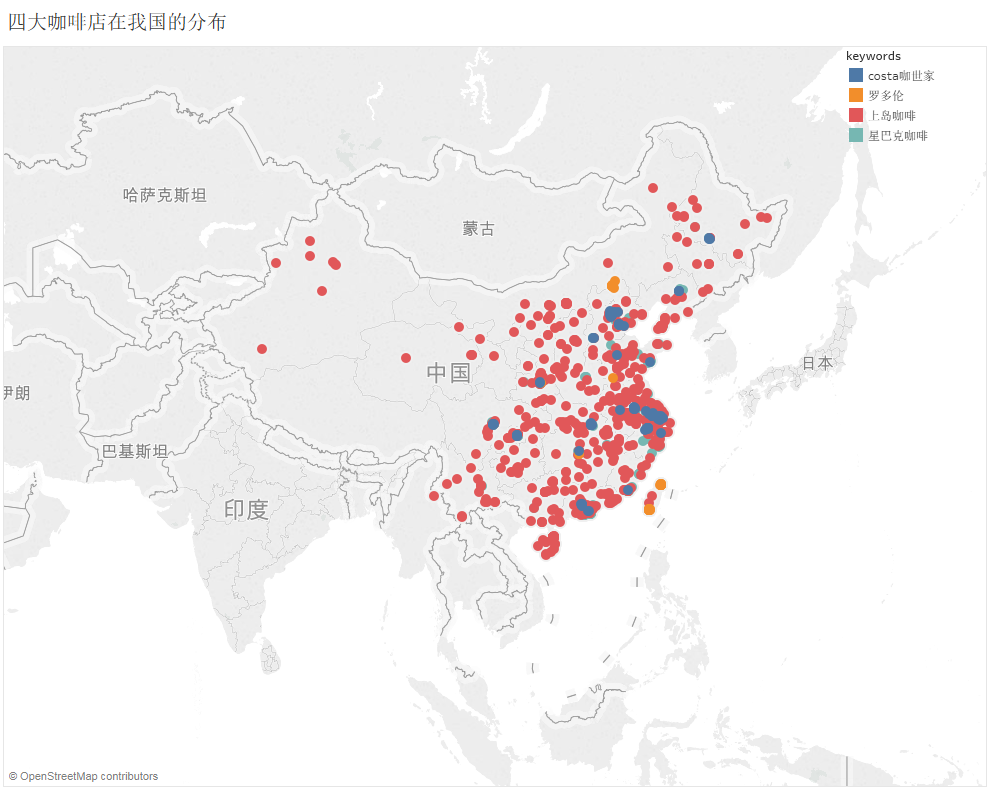 四大咖啡店在我国的分布
keywords
costa咖世家
罗多伦
上岛咖啡
星巴克咖啡
哈萨克斯坦
蒙古
中国
日本
伊朗
巴基斯坦
印度
© OpenStreetMap contributors